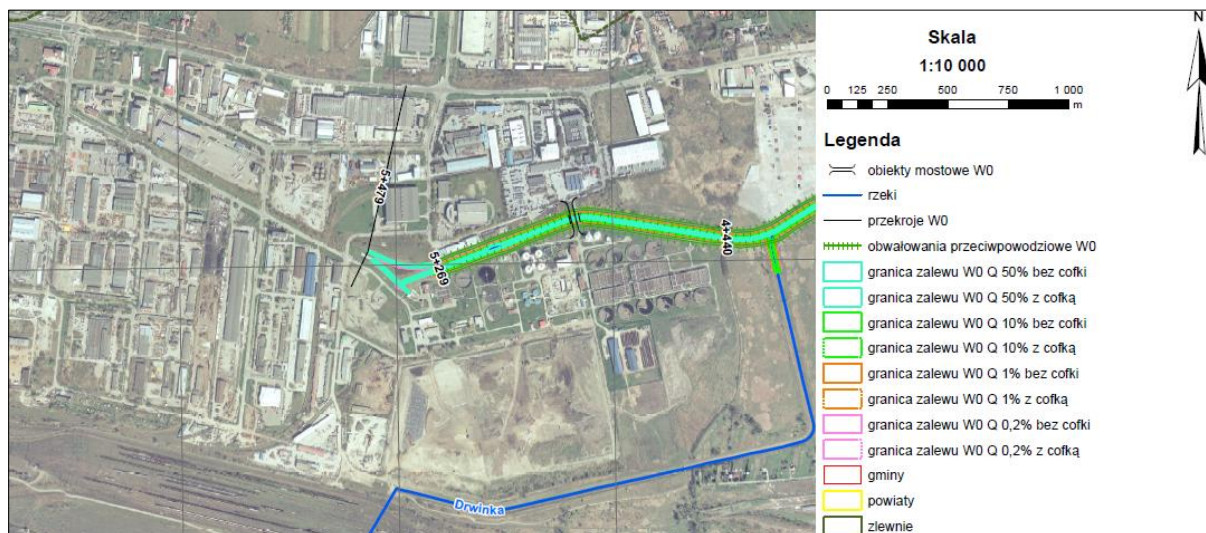 5+479
5+269
4+440
Drwinka
N
Skala
1:10 000
0 125 250 500 750 1 000
m
Legenda
obiekty mostowe W0
rzeki
przekroje W0
obwałowania przeciwpowodziowe W0
granica zalewu W0 Q 50% bez cofki
granica zalewu W0 Q 50% z cofką
granica zalewu W0 Q 10% bez cofki
granica zalewu W0 Q 10% z cofką
granica zalewu W0 Q 1% bez cofki
granica zalewu W0 Q 1% z cofką
granica zalewu W0 Q 0,2% bez cofki
granica zalewu W0 Q 0,2% z cofką
gminy
powiaty
zlewnie